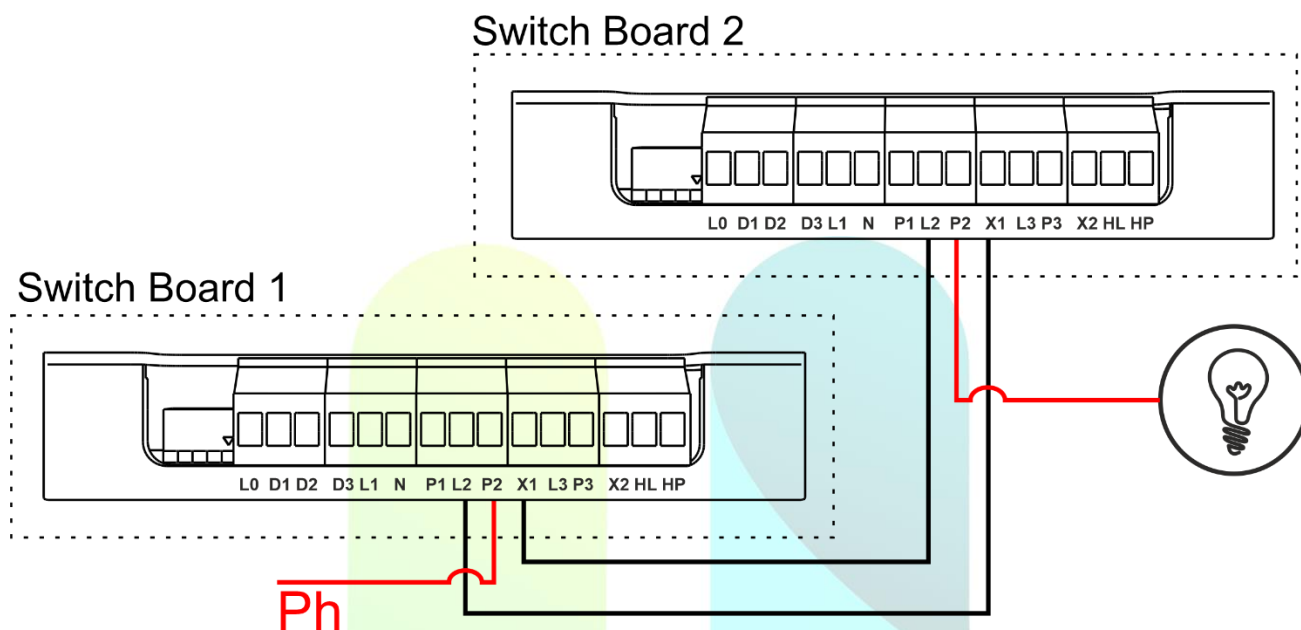 Switch Board 2
L0 D1 D2 D3 L1 N P1 L2 P2 X1 L3 P3 X2 HL HP
Switch Board 1
L0 D1 D2 D3 L1 N P1 L2 P2 X1 L3 P3 X2 HL HP
Ph